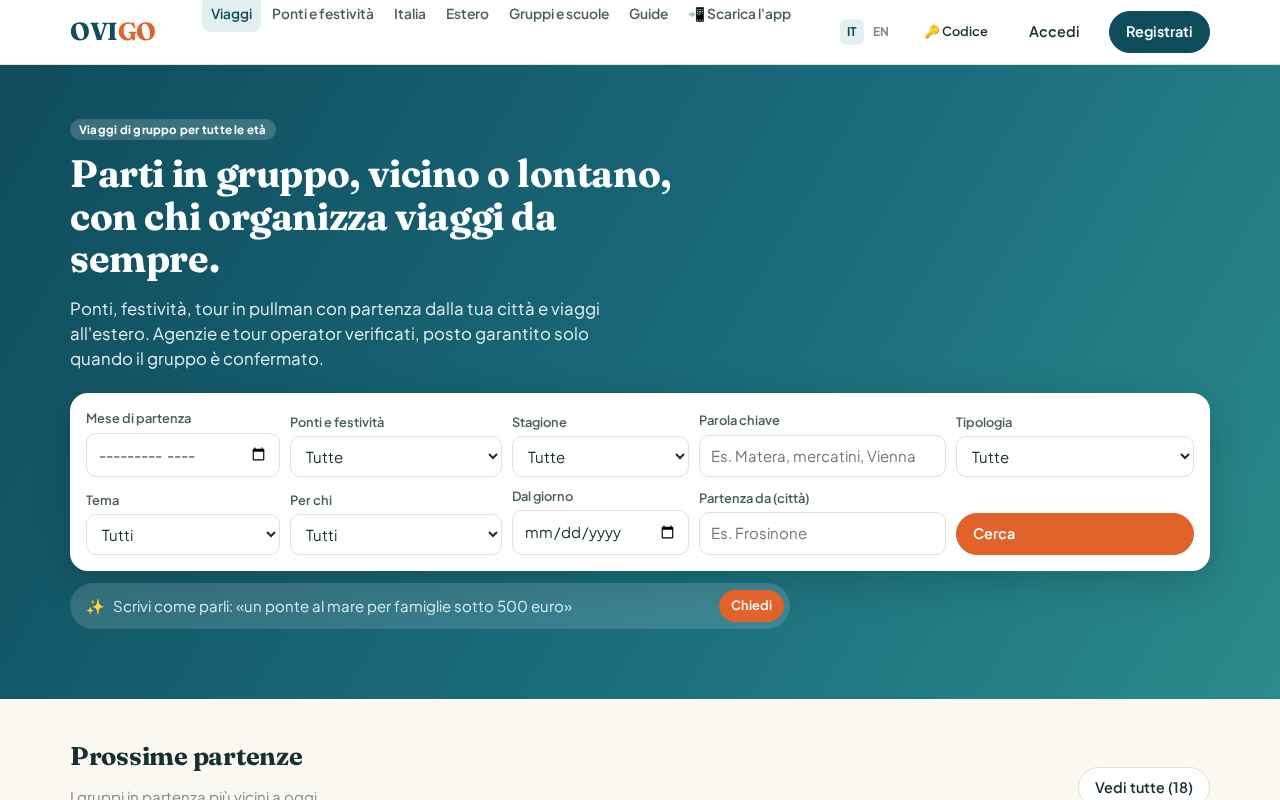 OVIGO
Viaggi
Ponti e festività
Italia
Estero
Gruppi e scuole
Guide
📲 Scarica l'app
IT
EN
🔑 Codice
Accedi
Registrati
Viaggi di gruppo per tutte le età
Parti in gruppo, vicino o lontano,
con chi organizza viaggi da
sempre.
Ponti, festività, tour in pullman con partenza dalla tua città e viaggi
all'estero. Agenzie e tour operator verificati, posto garantito solo
quando il gruppo è confermato.
Mese di partenza
Ponti e festività
Stagione
Parola chiave
Tipologia
--------- ----
Tutte
Tutte
Es. Matera, mercatini, Vienna
Tutte
Tema
Per chi
Dal giorno
Partenza da (città)
Tutti
Tutti
mm/dd/yyyy
Es. Frosinone
Cerca
✨ Scrivi come parli: «un ponte al mare per famiglie sotto 500 euro»
Chiedi
Prossime partenze
I gruppi in partenza più vicini a oggi
Vedi tutte (18)